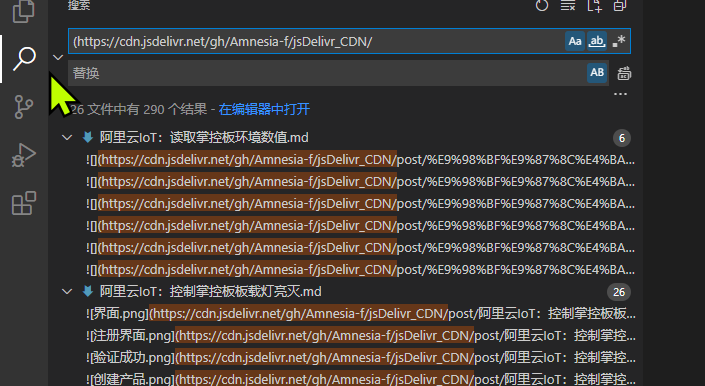 搜索
(https://cdn.jsdelivr.net/gh/Amnesia-f/jsDelivr_CDN/
Aa ab .*
替换
AB
...
26 文件中有 290 个结果 - 在编辑器中打开
阿里云IoT：读取掌控板环境数值.md 6
![](https://cdn.jsdelivr.net/gh/Amnesia-f/jsDelivr_CDN/post/%E9%98%BF%E9%87%8C%E4%BA...
![](https://cdn.jsdelivr.net/gh/Amnesia-f/jsDelivr_CDN/post/%E9%98%BF%E9%87%8C%E4%BA...
![](https://cdn.jsdelivr.net/gh/Amnesia-f/jsDelivr_CDN/post/%E9%98%BF%E9%87%8C%E4%BA...
![](https://cdn.jsdelivr.net/gh/Amnesia-f/jsDelivr_CDN/post/%E9%98%BF%E9%87%8C%E4%BA...
![](https://cdn.jsdelivr.net/gh/Amnesia-f/jsDelivr_CDN/post/%E9%98%BF%E9%87%8C%E4%BA...
![](https://cdn.jsdelivr.net/gh/Amnesia-f/jsDelivr_CDN/post/%E9%98%BF%E9%87%8C%E4%BA...
阿里云IoT：控制掌控板板载灯亮灭.md 26
![界面.png](https://cdn.jsdelivr.net/gh/Amnesia-f/jsDelivr_CDN/post/阿里云IoT：控制掌控板板...
![注册界面.png](https://cdn.jsdelivr.net/gh/Amnesia-f/jsDelivr_CDN/post/阿里云IoT：控制掌控...
![验证成功.png](https://cdn.jsdelivr.net/gh/Amnesia-f/jsDelivr_CDN/post/阿里云IoT：控制掌控...
![创建产品.png](https://cdn.jsdelivr.net/gh/Amnesia-f/jsDelivr_CDN/post/阿里云IoT：控制掌控...